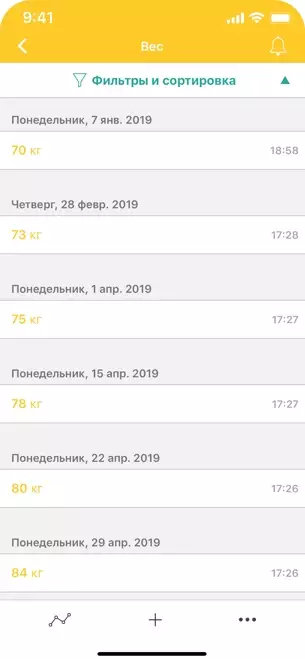 9:41
Вес
Фильтры и сортировка
Понедельник, 7 янв. 2019
70 кг 18:58
Четверг, 28 февр. 2019
73 кг 17:28
Понедельник, 1 апр. 2019
75 кг 17:27
Понедельник, 15 апр. 2019
78 кг 17:27
Понедельник, 22 апр. 2019
80 кг 17:26
Понедельник, 29 апр. 2019
84 кг 17:26